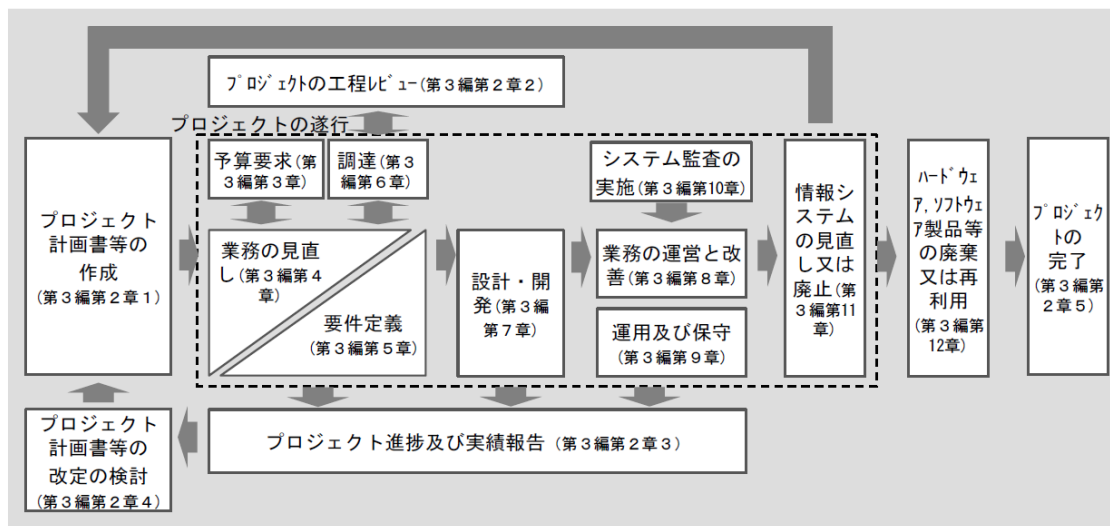 ﾌﾟﾛｼﾞｪｸﾄの工程ﾚﾋﾞｭｰ(第３編第２章２)
プロジェクトの遂行
プロジェクト
計画書等の
作成
(第３編第２章１)
予算要求(第
３編第３章)
調達(第３
編第６章)
業務の見直
し(第３編第４
章)
要件定義
(第３編第５章)
設計・開
発(第３編
第７章)
システム監査の
実施(第３編第10章)
業務の運営と改
善(第３編第８章)
運用及び保守
(第３編第９章)
情報シ
ステム
の見直
し又は
廃止(第
３編第11
章)
ﾊｰﾄﾞｳｪ
ｱ,ｿﾌﾄｳｪ
ｱ製品等
の廃棄
又は再
利用
(第３編第
12章)
ﾌﾟﾛｼﾞｪｸ
ﾄの
完了
(第３編第
２章５)
プロジェクト進捗及び実績報告(第３編第２章３)
プロジェクト
計画書等の
改定の検討
(第３編第２章４)